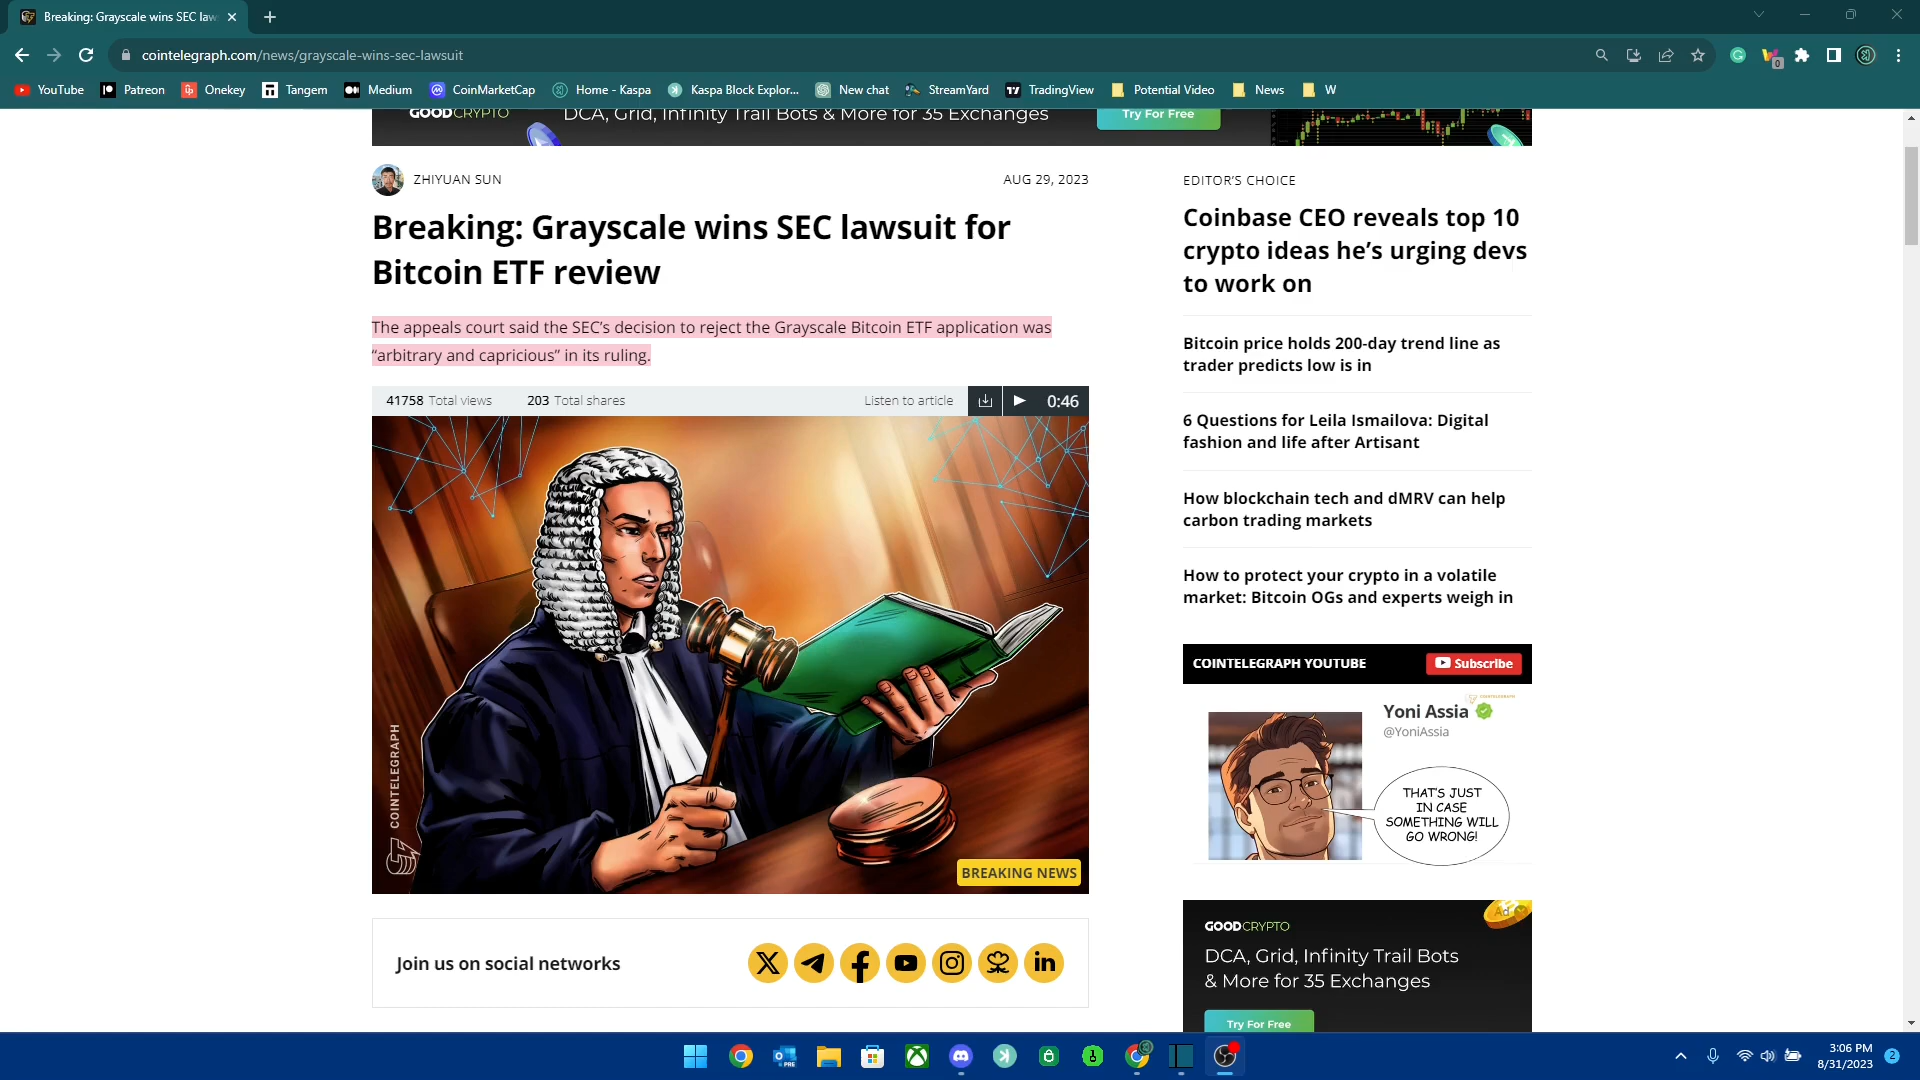 Breaking: Grayscale wins SEC law
cointelegraph.com/news/grayscale-wins-sec-lawsuit
0
YouTube Patreon Onekey Tangem Medium CoinMarketCap Home - Kaspa Kaspa Block Explor... New chat StreamYard TradingView Potential Video News W
GOODCRYPTO DCA, Grid, Infinity Trail Bots & More for 35 Exchanges Try For Free
ZHIYUAN SUN AUG 29, 2023
Breaking: Grayscale wins SEC lawsuit for
Bitcoin ETF review
The appeals court said the SEC’s decision to reject the Grayscale Bitcoin ETF application was
“arbitrary and capricious” in its ruling.
41758 Total views 203 Total shares Listen to article 0:46
COINTELEGRAPH
BREAKING NEWS
Join us on social networks
EDITOR’S CHOICE
Coinbase CEO reveals top 10
crypto ideas he’s urging devs
to work on
Bitcoin price holds 200-day trend line as
trader predicts low is in
6 Questions for Leila Ismailova: Digital
fashion and life after Artisant
How blockchain tech and dMRV can help
carbon trading markets
How to protect your crypto in a volatile
market: Bitcoin OGs and experts weigh in
COINTELEGRAPH YOUTUBE Subscribe
Yoni Assia
@YoniAssia
THAT'S JUST
IN CASE
SOMETHING WILL
GO WRONG!
Ad
GOODCRYPTO
DCA, Grid, Infinity Trail Bots
& More for 35 Exchanges
Try For Free
3:06 PM
8/31/2023
2